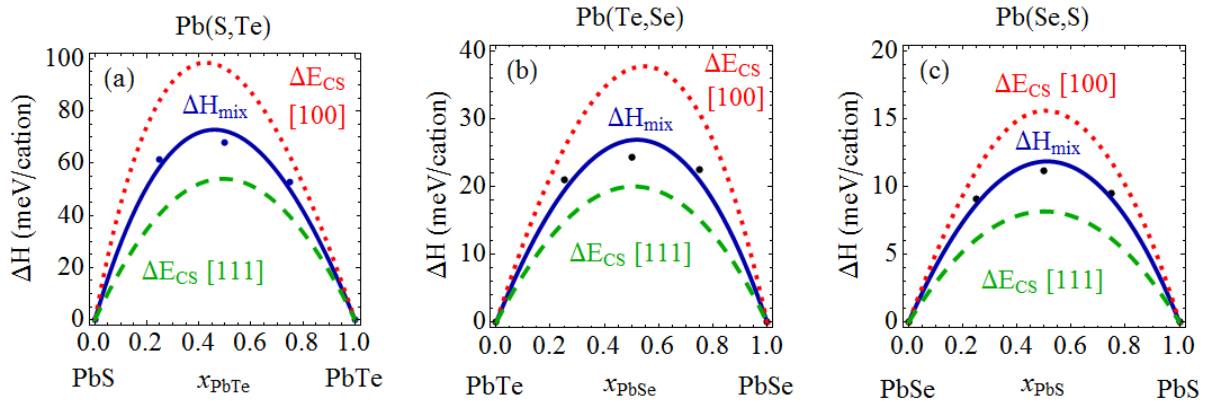 Pb(S,Te)
ΔH (meV/cation)
100
80
60
40
20
0
(a)
ΔE_CS
[100]
ΔH_mix
ΔE_CS [111]
0.0 0.2 0.4 0.6 0.8 1.0
PbS x_PbTe PbTe
Pb(Te,Se)
ΔH (meV/cation)
40
30
20
10
0
(b)
ΔE_CS
[100]
ΔH_mix
ΔE_CS [111]
0.0 0.2 0.4 0.6 0.8 1.0
PbTe x_PbSe PbSe
Pb(Se,S)
ΔH (meV/cation)
20
15
10
5
0
(c)
ΔE_CS [100]
ΔH_mix
ΔE_CS [111]
0.0 0.2 0.4 0.6 0.8 1.0
PbSe x_PbS PbS